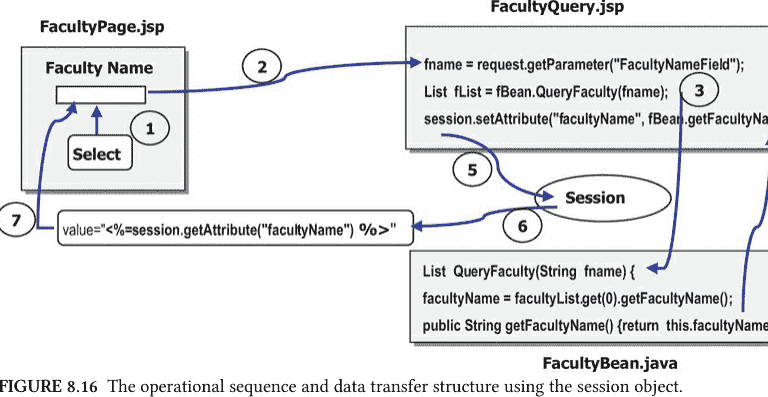 FacultyPage.jsp
FacultyQuery.jsp
Faculty Name
1
Select
2
fname = request.getParameter("FacultyNameField");
List fList = fBean.QueryFaculty(fname);
3
session.setAttribute("facultyName", fBean.getFacultyNa
5
Session
6
7
value="<%=session.getAttribute("facultyName") %>"
List QueryFaculty(String fname) {
facultyName = facultyList.get(0).getFacultyName();
public String getFacultyName() {return this.facultyName
FacultyBean.java
FIGURE 8.16 The operational sequence and data transfer structure using the session object.